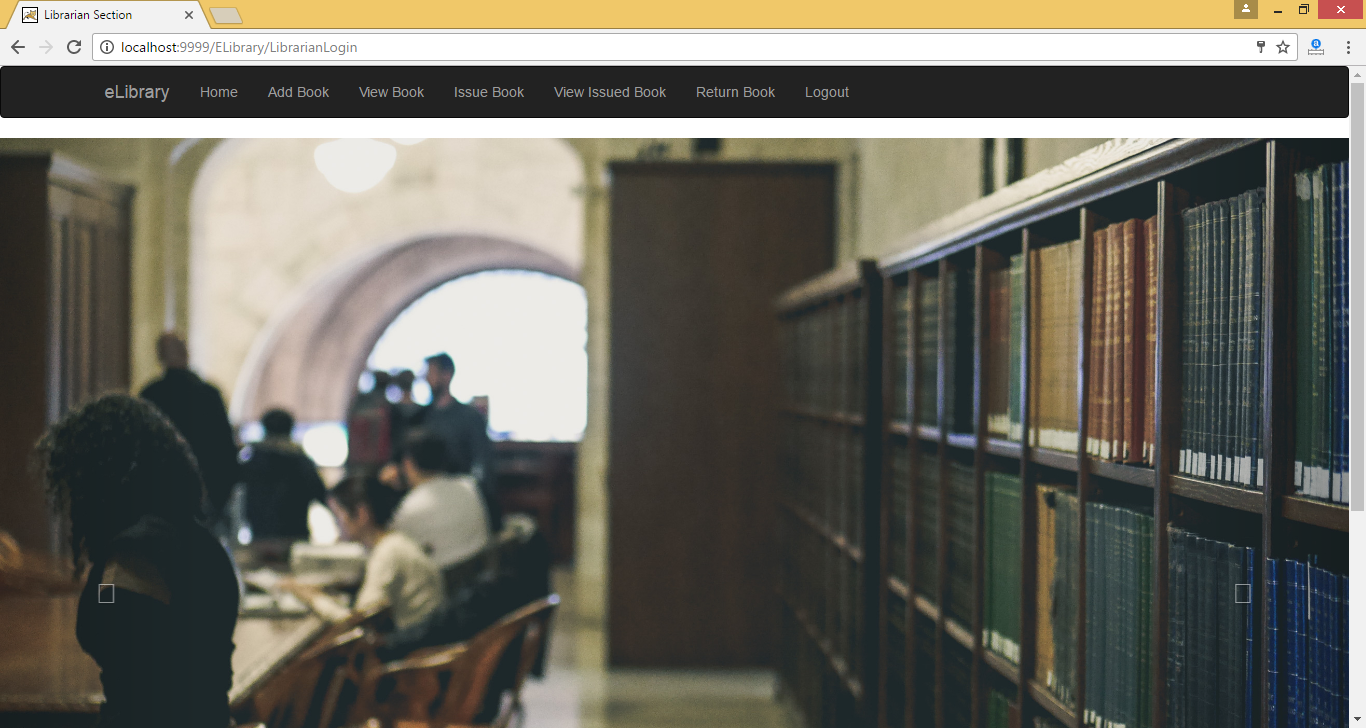 Librarian Section
localhost:9999/ELibrary/LibrarianLogin
eLibrary Home Add Book View Book Issue Book View Issued Book Return Book Logout